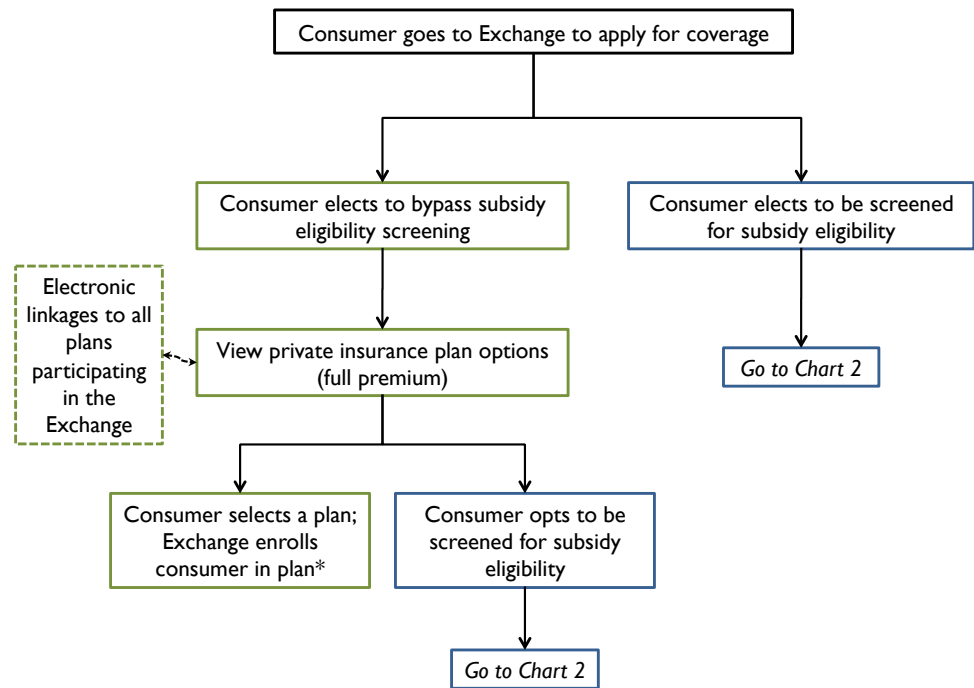 Consumer goes to Exchange to apply for coverage
Consumer elects to bypass subsidy
eligibility screening
Consumer elects to be screened
for subsidy eligibility
Electronic
linkages to all
plans
participating
in the
Exchange
View private insurance plan options
(full premium)
Go to Chart 2
Consumer selects a plan;
Exchange enrolls
consumer in plan*
Consumer opts to be
screened for subsidy
eligibility
Go to Chart 2